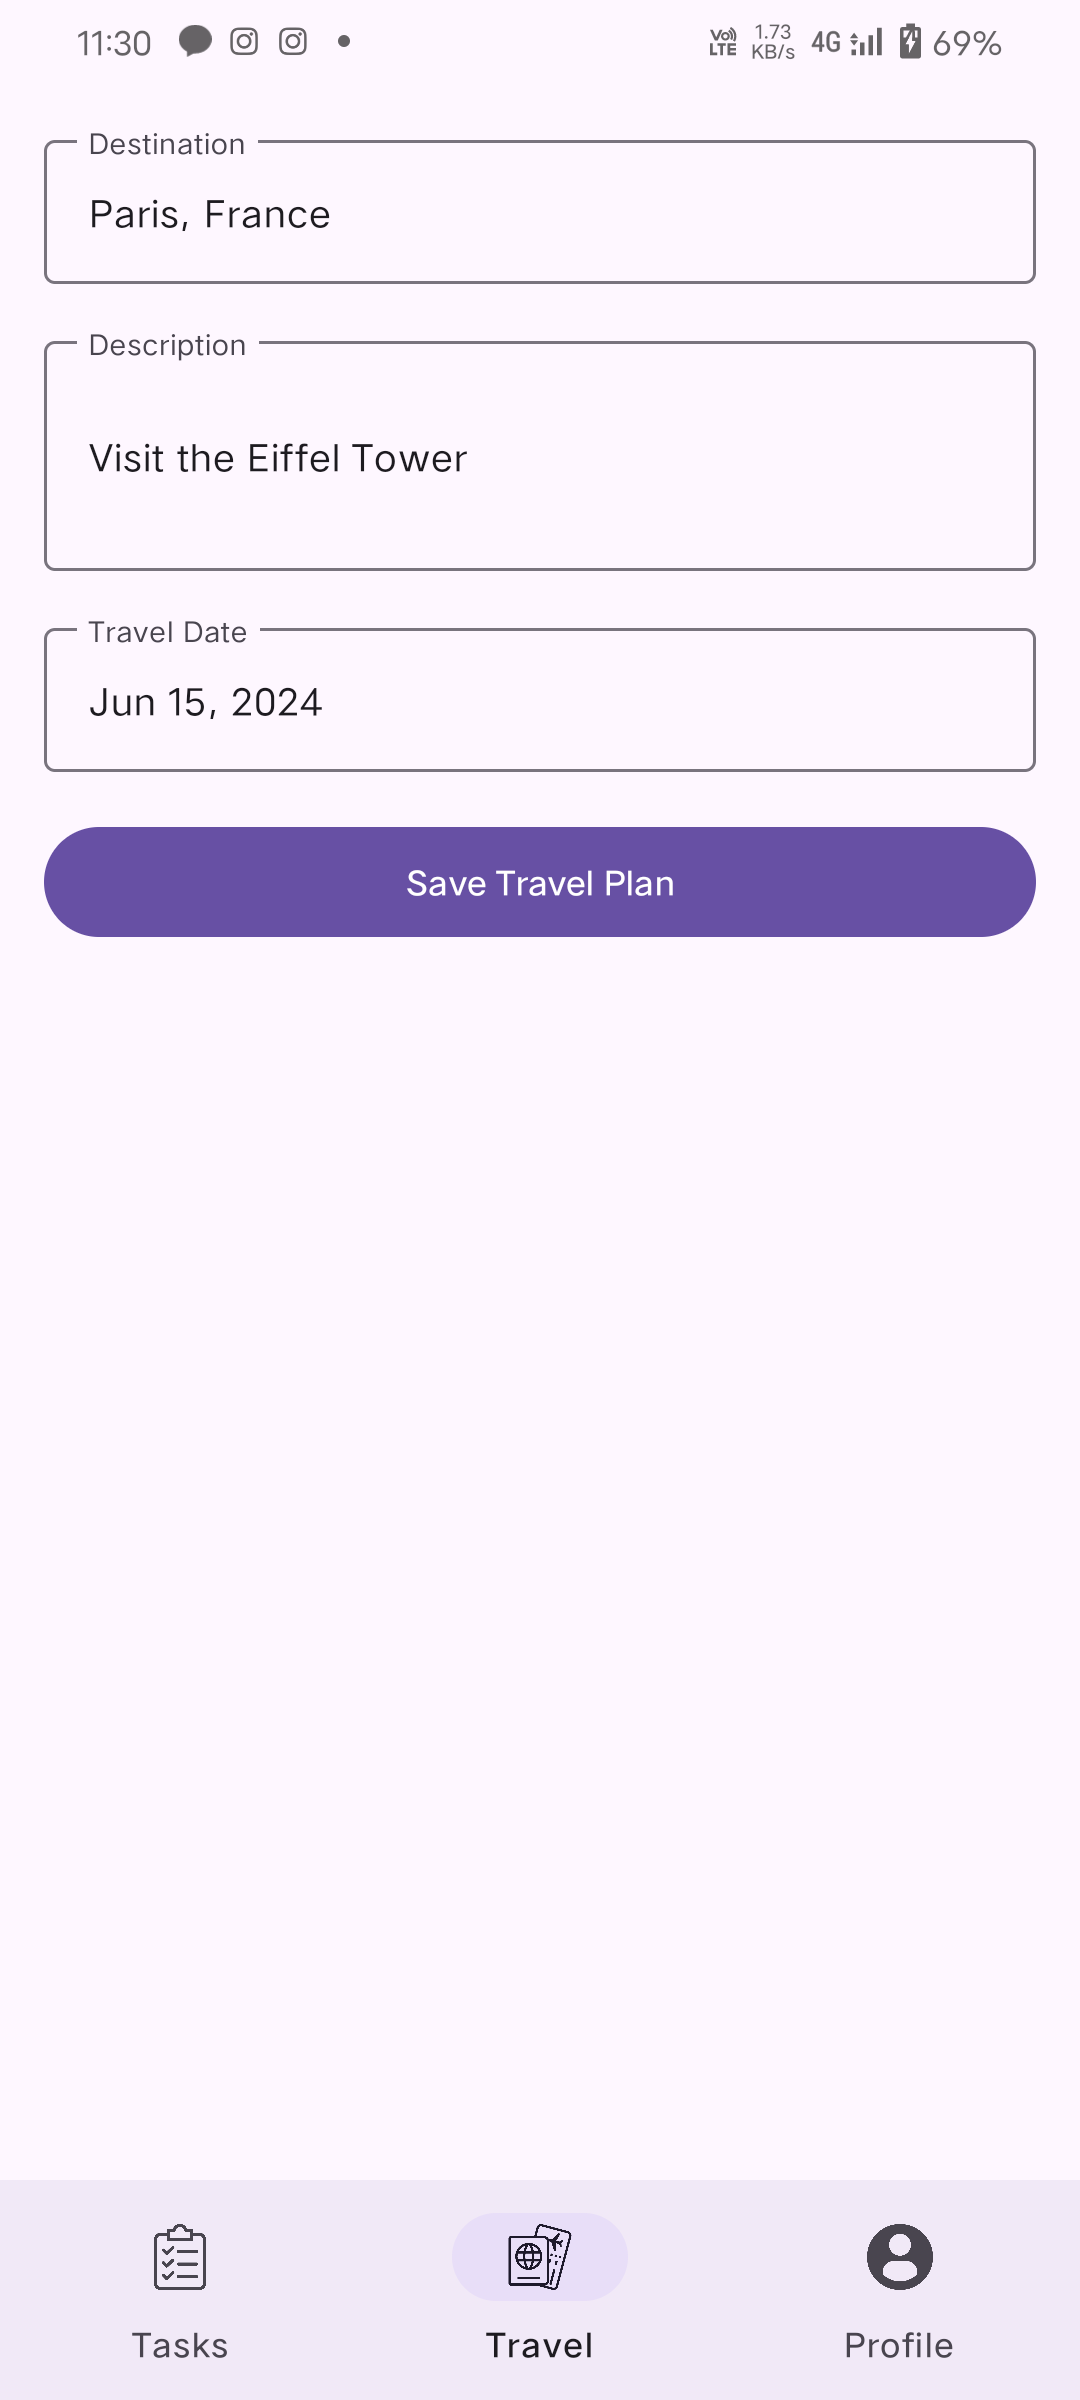 11:30
Vo)) LTE 1.73 KB/s 4G 69%
Destination
Paris, France
Description
Visit the Eiffel Tower
Travel Date
Jun 15, 2024
Save Travel Plan
Tasks
Travel
Profile